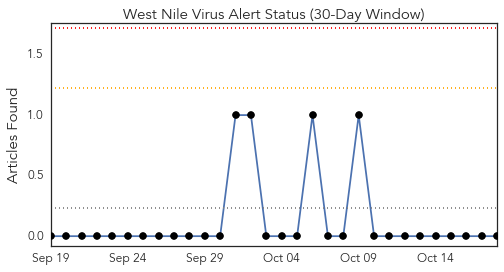 West Nile Virus Alert Status (30-Day Window)
1.5
1.0
0.5
0.0
Articles Found
Sep 19 Sep 24 Sep 29 Oct 04 Oct 09 Oct 14